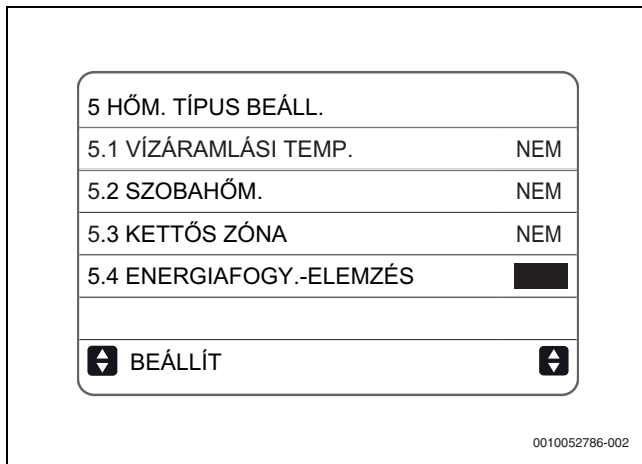 5 HŐM. TÍPUS BEÁLL.
5.1 VÍZÁRAMLÁSI TEMP. NEM
5.2 SZOBAHŐM. NEM
5.3 KETTŐS ZÓNA NEM
5.4 ENERGIAFOGY.-ELEMZÉS
BEÁLLÍT
0010052786-002